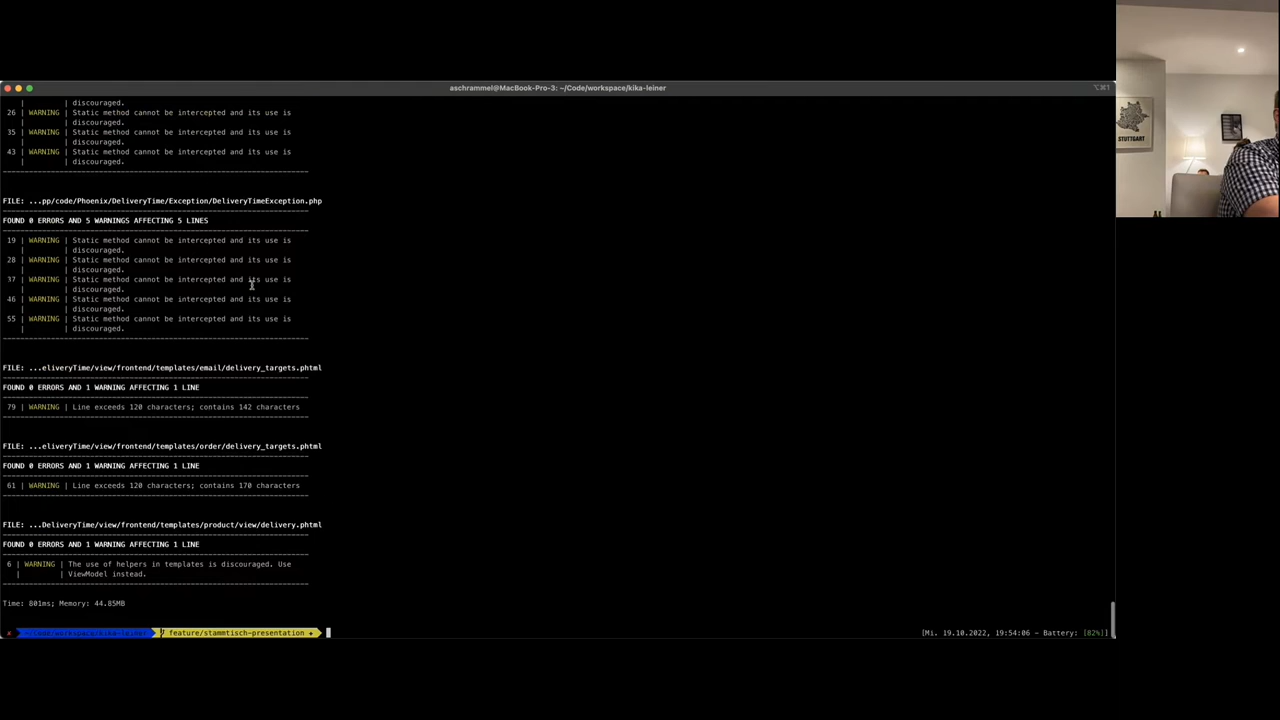 aschrammel@MacBook-Pro-3: ~/Code/workspace/kika-leiner
⌥⌘1
| | discouraged.
26 | WARNING | Static method cannot be intercepted and its use is
| | discouraged.
35 | WARNING | Static method cannot be intercepted and its use is
| | discouraged.
43 | WARNING | Static method cannot be intercepted and its use is
| | discouraged.
FILE: ...pp/code/Phoenix/DeliveryTime/Exception/DeliveryTimeException.php
FOUND 0 ERRORS AND 5 WARNINGS AFFECTING 5 LINES
19 | WARNING | Static method cannot be intercepted and its use is
| | discouraged.
28 | WARNING | Static method cannot be intercepted and its use is
| | discouraged.
37 | WARNING | Static method cannot be intercepted and its use is
| | discouraged.
46 | WARNING | Static method cannot be intercepted and its use is
| | discouraged.
55 | WARNING | Static method cannot be intercepted and its use is
| | discouraged.
FILE: ...eliveryTime/view/frontend/templates/email/delivery_targets.phtml
FOUND 0 ERRORS AND 1 WARNING AFFECTING 1 LINE
79 | WARNING | Line exceeds 120 characters; contains 142 characters
FILE: ...eliveryTime/view/frontend/templates/order/delivery_targets.phtml
FOUND 0 ERRORS AND 1 WARNING AFFECTING 1 LINE
61 | WARNING | Line exceeds 120 characters; contains 170 characters
FILE: ...DeliveryTime/view/frontend/templates/product/view/delivery.phtml
FOUND 0 ERRORS AND 1 WARNING AFFECTING 1 LINE
6 | WARNING | The use of helpers in templates is discouraged. Use
| | ViewModel instead.
Time: 801ms; Memory: 44.85MB
✗ ~/Code/workspace/kika-leiner feature/stammtisch-presentation [Mi. 19.10.2022, 19:54:06 - Battery: [82%]]
STUTTGART